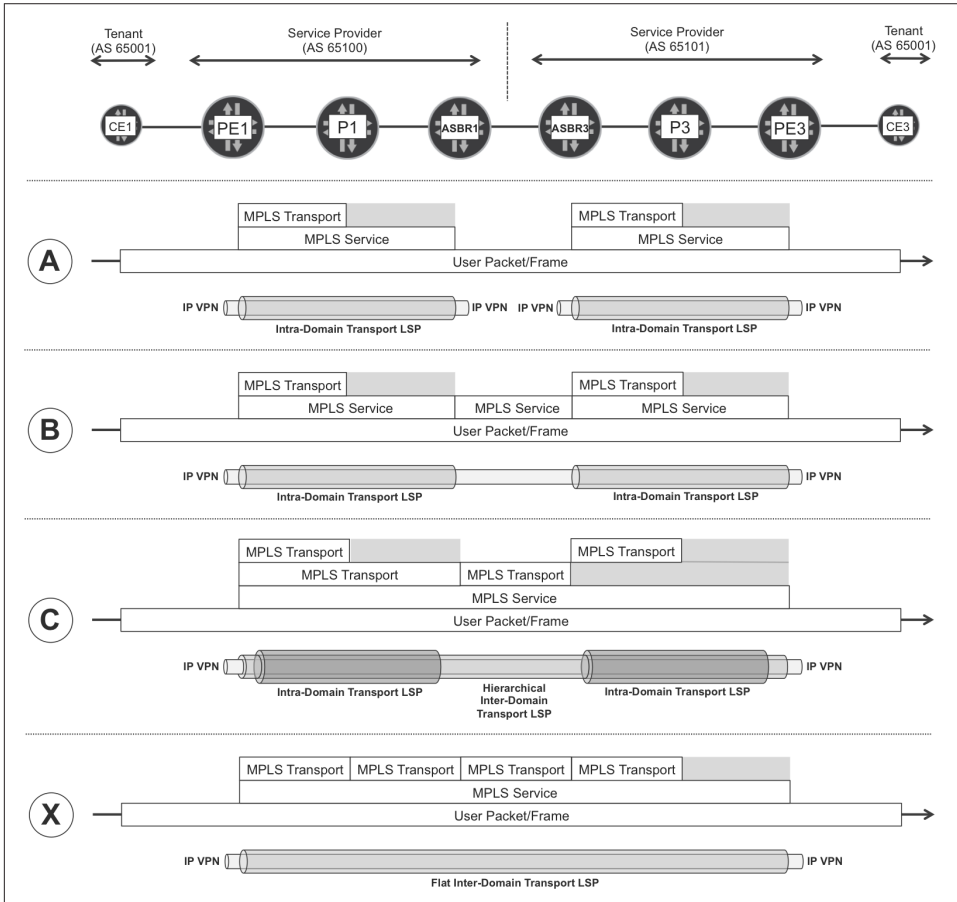 Tenant
(AS 65001)
Service Provider
(AS 65100)
Service Provider
(AS 65101)
Tenant
(AS 65001)
CE1
PE1
P1
ASBR1
ASBR3
P3
PE3
CE3
A
MPLS Transport
MPLS Transport
MPLS Service
MPLS Service
User Packet/Frame
IP VPN
IP VPN
IP VPN
IP VPN
Intra-Domain Transport LSP
Intra-Domain Transport LSP
B
MPLS Transport
MPLS Transport
MPLS Service
MPLS Service
MPLS Service
User Packet/Frame
IP VPN
IP VPN
Intra-Domain Transport LSP
Intra-Domain Transport LSP
C
MPLS Transport
MPLS Transport
MPLS Transport
MPLS Transport
MPLS Service
User Packet/Frame
IP VPN
IP VPN
Intra-Domain Transport LSP
Hierarchical
Inter-Domain
Transport LSP
Intra-Domain Transport LSP
X
MPLS Transport
MPLS Transport
MPLS Transport
MPLS Transport
MPLS Service
User Packet/Frame
IP VPN
IP VPN
Flat Inter-Domain Transport LSP